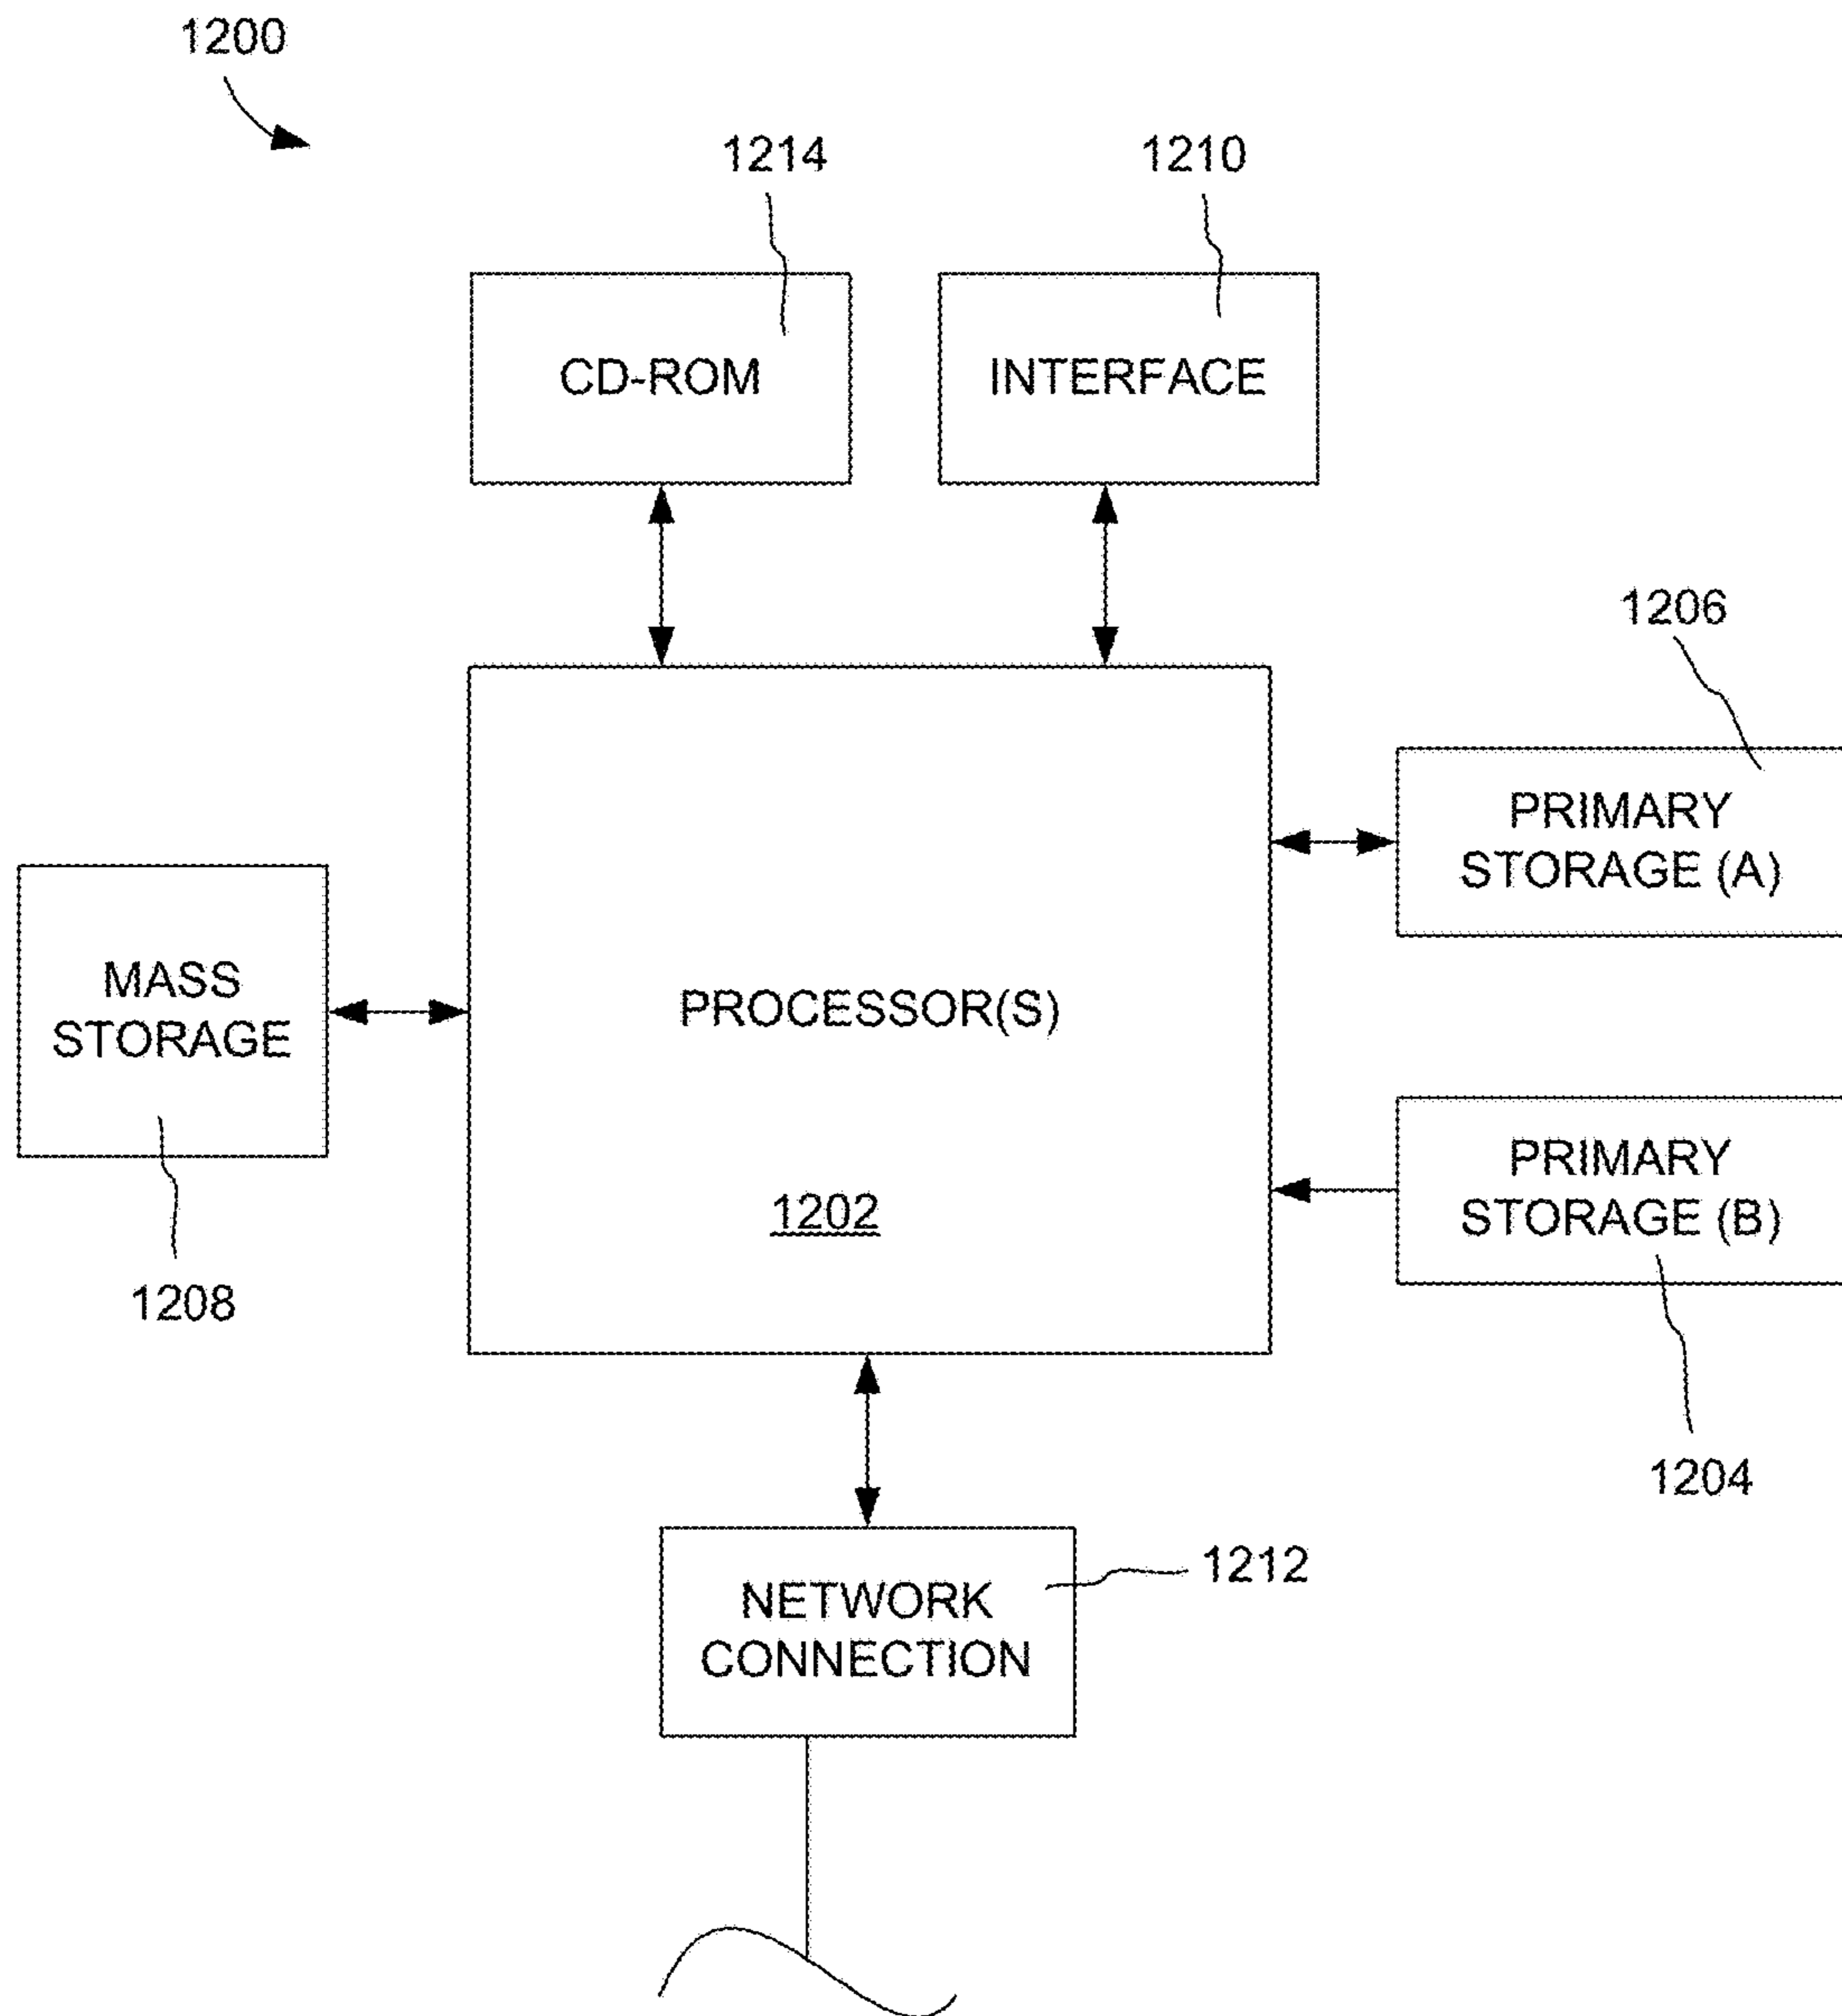 1200
1214
1210
CD-ROM
INTERFACE
1206
PRIMARY
STORAGE (A)
MASS
STORAGE
PROCESSOR(S)
PRIMARY
STORAGE (B)
1202
1208
1204
1212
NETWORK
CONNECTION